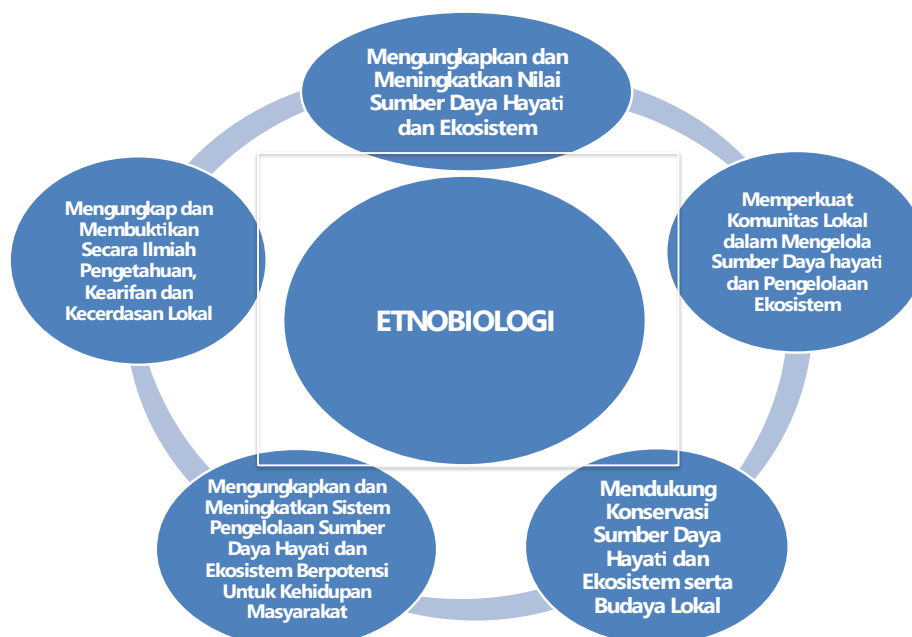 Mengungkapkan dan
Meningkatkan Nilai
Sumber Daya Hayati
dan Ekosistem
Mengungkap dan
Membuktikan
Secara Ilmiah
Pengetahuan,
Kearifan dan
Kecerdasan Lokal
Memperkuat
Komunitas Lokal
dalam Mengelola
Sumber Daya hayati
dan Pengelolaan
Ekosistem
ETNOBIOLOGI
Mengungkapkan dan
Meningkatkan Sistem
Pengelolaan Sumber
Daya Hayati dan
Ekosistem Berpotensi
Untuk Kehidupan
Masyarakat
Mendukung
Konservasi
Sumber Daya
Hayati dan
Ekosistem serta
Budaya Lokal